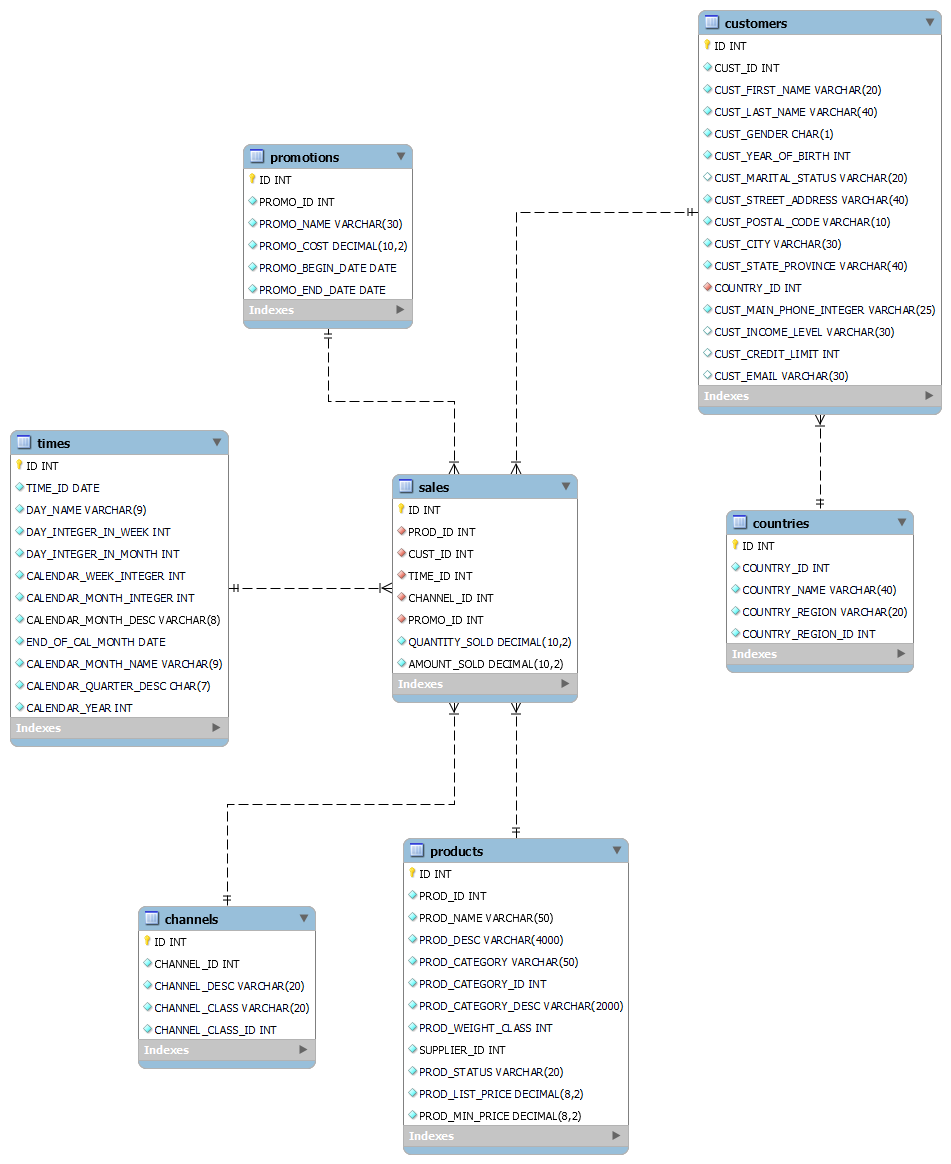 customers
ID INT
CUST_ID INT
CUST_FIRST_NAME VARCHAR(20)
CUST_LAST_NAME VARCHAR(40)
CUST_GENDER CHAR(1)
CUST_YEAR_OF_BIRTH INT
CUST_MARITAL_STATUS VARCHAR(20)
CUST_STREET_ADDRESS VARCHAR(40)
CUST_POSTAL_CODE VARCHAR(10)
CUST_CITY VARCHAR(30)
CUST_STATE_PROVINCE VARCHAR(40)
COUNTRY_ID INT
CUST_MAIN_PHONE_INTEGER VARCHAR(25)
CUST_INCOME_LEVEL VARCHAR(30)
CUST_CREDIT_LIMIT INT
CUST_EMAIL VARCHAR(30)
Indexes
promotions
ID INT
PROMO_ID INT
PROMO_NAME VARCHAR(30)
PROMO_COST DECIMAL(10,2)
PROMO_BEGIN_DATE DATE
PROMO_END_DATE DATE
Indexes
times
ID INT
TIME_ID DATE
DAY_NAME VARCHAR(9)
DAY_INTEGER_IN_WEEK INT
DAY_INTEGER_IN_MONTH INT
CALENDAR_WEEK_INTEGER INT
CALENDAR_MONTH_INTEGER INT
CALENDAR_MONTH_DESC VARCHAR(8)
END_OF_CAL_MONTH DATE
CALENDAR_MONTH_NAME VARCHAR(9)
CALENDAR_QUARTER_DESC CHAR(7)
CALENDAR_YEAR INT
Indexes
sales
ID INT
PROD_ID INT
CUST_ID INT
TIME_ID INT
CHANNEL_ID INT
PROMO_ID INT
QUANTITY_SOLD DECIMAL(10,2)
AMOUNT_SOLD DECIMAL(10,2)
Indexes
countries
ID INT
COUNTRY_ID INT
COUNTRY_NAME VARCHAR(40)
COUNTRY_REGION VARCHAR(20)
COUNTRY_REGION_ID INT
Indexes
channels
ID INT
CHANNEL_ID INT
CHANNEL_DESC VARCHAR(20)
CHANNEL_CLASS VARCHAR(20)
CHANNEL_CLASS_ID INT
Indexes
products
ID INT
PROD_ID INT
PROD_NAME VARCHAR(50)
PROD_DESC VARCHAR(4000)
PROD_CATEGORY VARCHAR(50)
PROD_CATEGORY_ID INT
PROD_CATEGORY_DESC VARCHAR(2000)
PROD_WEIGHT_CLASS INT
SUPPLIER_ID INT
PROD_STATUS VARCHAR(20)
PROD_LIST_PRICE DECIMAL(8,2)
PROD_MIN_PRICE DECIMAL(8,2)
Indexes